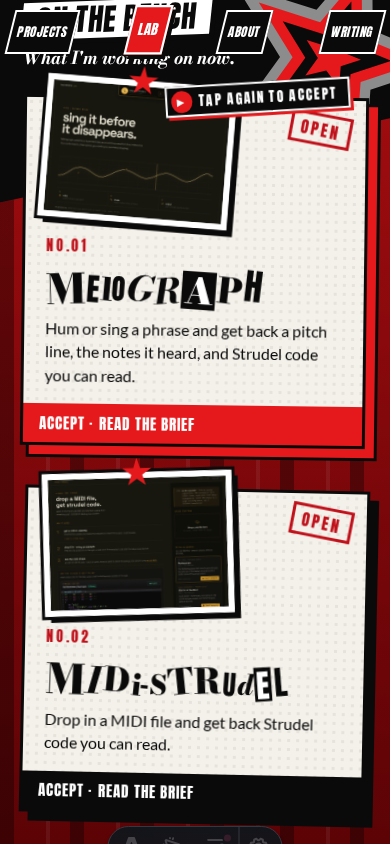 ON THE BENCH
PROJECTS
LAB
ABOUT
WRITING
What I'm working on now.
TAP AGAIN TO ACCEPT
sing it before
it disappears.
OPEN
NO.01
MElOGRAPH
Hum or sing a phrase and get back a pitch
line, the notes it heard, and Strudel code
you can read.
ACCEPT · READ THE BRIEF
drop a MIDI file,
get strudel code.
OPEN
NO.02
MIDi-STRUdEL
Drop in a MIDI file and get back Strudel
code you can read.
ACCEPT · READ THE BRIEF